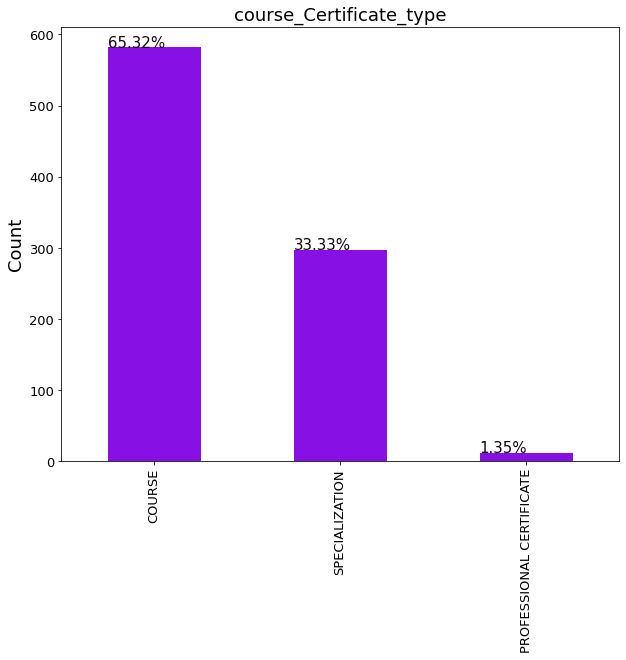 course_Certificate_type
Count
600
500
400
300
200
100
0
65.32%
33.33%
1.35%
COURSE
SPECIALIZATION
PROFESSIONAL CERTIFICATE